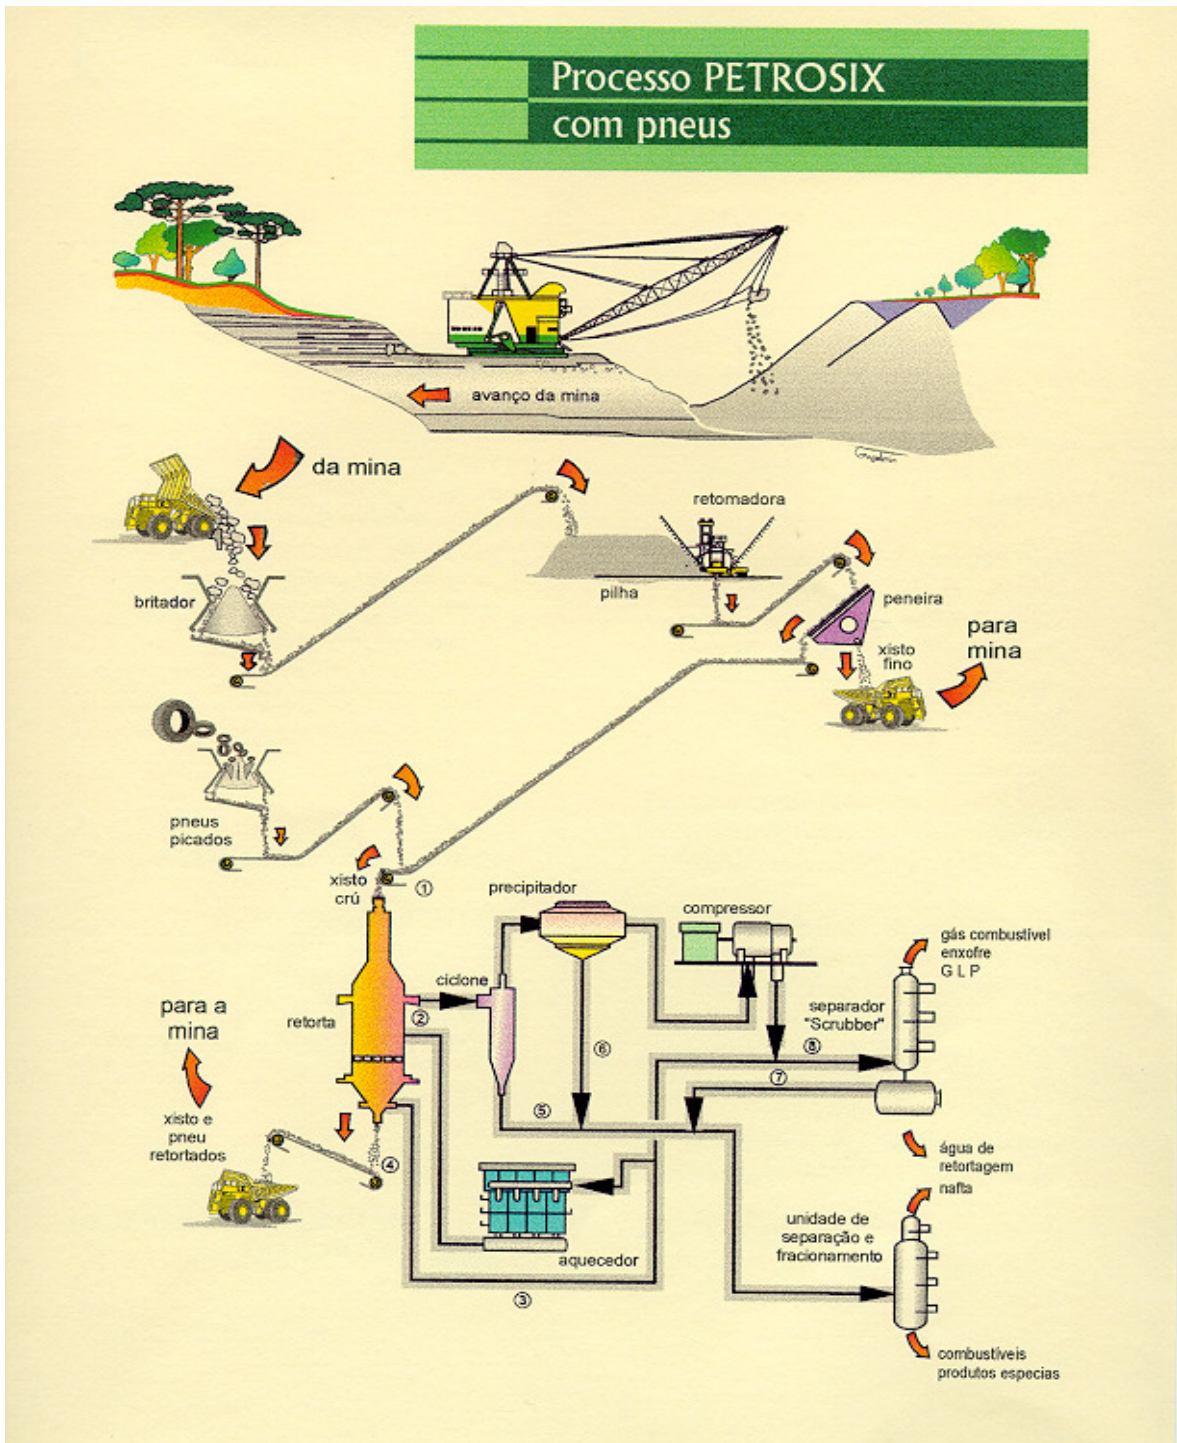 Processo PETROSIX
com pneus
avanço da mina
da mina
retomadora
britador
pilha
peneira
para
mina
xisto
fino
pneus
picados
xisto
crú
①
precipitador
compressor
gás combustível
enxofre
G L P
ciclone
②
para a
mina
retorta
separador
"Scrubber"
⑥
⑧
⑦
⑤
xisto e
pneu
retortados
④
água de
retortagem
nafta
unidade de
separação e
fracionamento
aquecedor
③
combustíveis
produtos especias